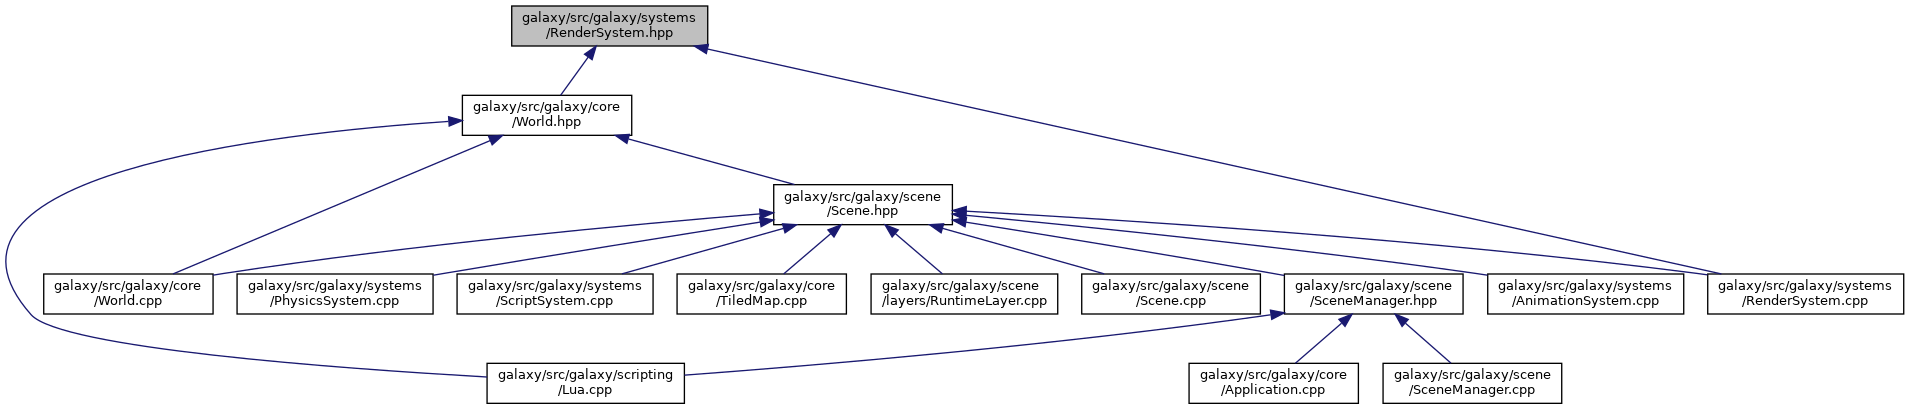 galaxy/src/galaxy/systems
/RenderSystem.hpp
galaxy/src/galaxy/core
/World.hpp
galaxy/src/galaxy/scene
/Scene.hpp
galaxy/src/galaxy/core
/World.cpp
galaxy/src/galaxy/systems
/PhysicsSystem.cpp
galaxy/src/galaxy/systems
/ScriptSystem.cpp
galaxy/src/galaxy/core
/TiledMap.cpp
galaxy/src/galaxy/scene
/layers/RuntimeLayer.cpp
galaxy/src/galaxy/scene
/Scene.cpp
galaxy/src/galaxy/scene
/SceneManager.hpp
galaxy/src/galaxy/systems
/AnimationSystem.cpp
galaxy/src/galaxy/systems
/RenderSystem.cpp
galaxy/src/galaxy/scripting
/Lua.cpp
galaxy/src/galaxy/core
/Application.cpp
galaxy/src/galaxy/scene
/SceneManager.cpp